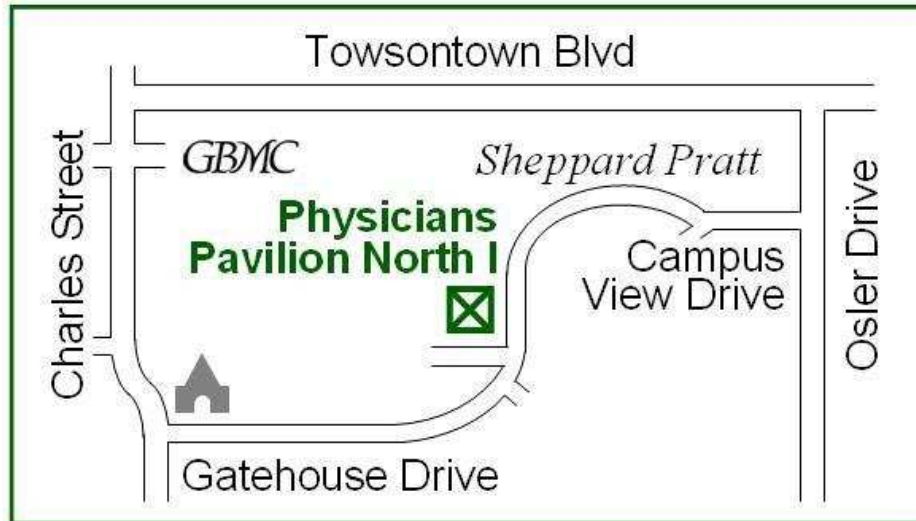 Towsontown Blvd
Charles Street
GBMC
Sheppard Pratt
Physicians
Pavilion North I
Campus
View Drive
Osler Drive
Gatehouse Drive